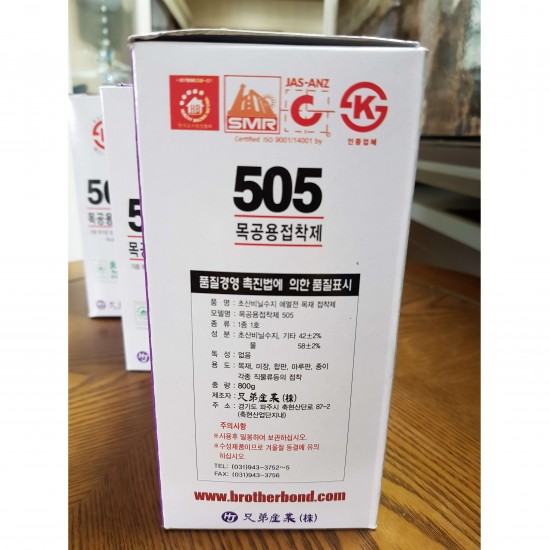 JAS-ANZ
SMR
K
Certified ISO 9001/14001 by
인증업체
505
목공용접착제
품질경영 촉진법에 의한 품질표시
품 명 : 초산비닐수지 에멀젼 목재 접착제
모델명 : 목공용접착제 505
종 류 : 1종 1호
성 분 : 초산비닐수지, 기타 42±2%
물 58±2%
독 성 : 없음
용 도 : 목재, 미장, 합판, 마루판, 종이
각종 직물류등의 접착
중 량 : 800g
제조자 : 兄弟産業(株)
주 소 : 경기도 파주시 축현산단로 87-2
(축현산업단지내)
주의사항
※사용후 밀봉하여 보관하십시오.
※수성제품이므로 겨울철 동결에 유의
하십시오
TEL: (031)943-3752~5
FAX: (031)943-3756
www.brotherbond.com
HJ 兄弟産業(株)